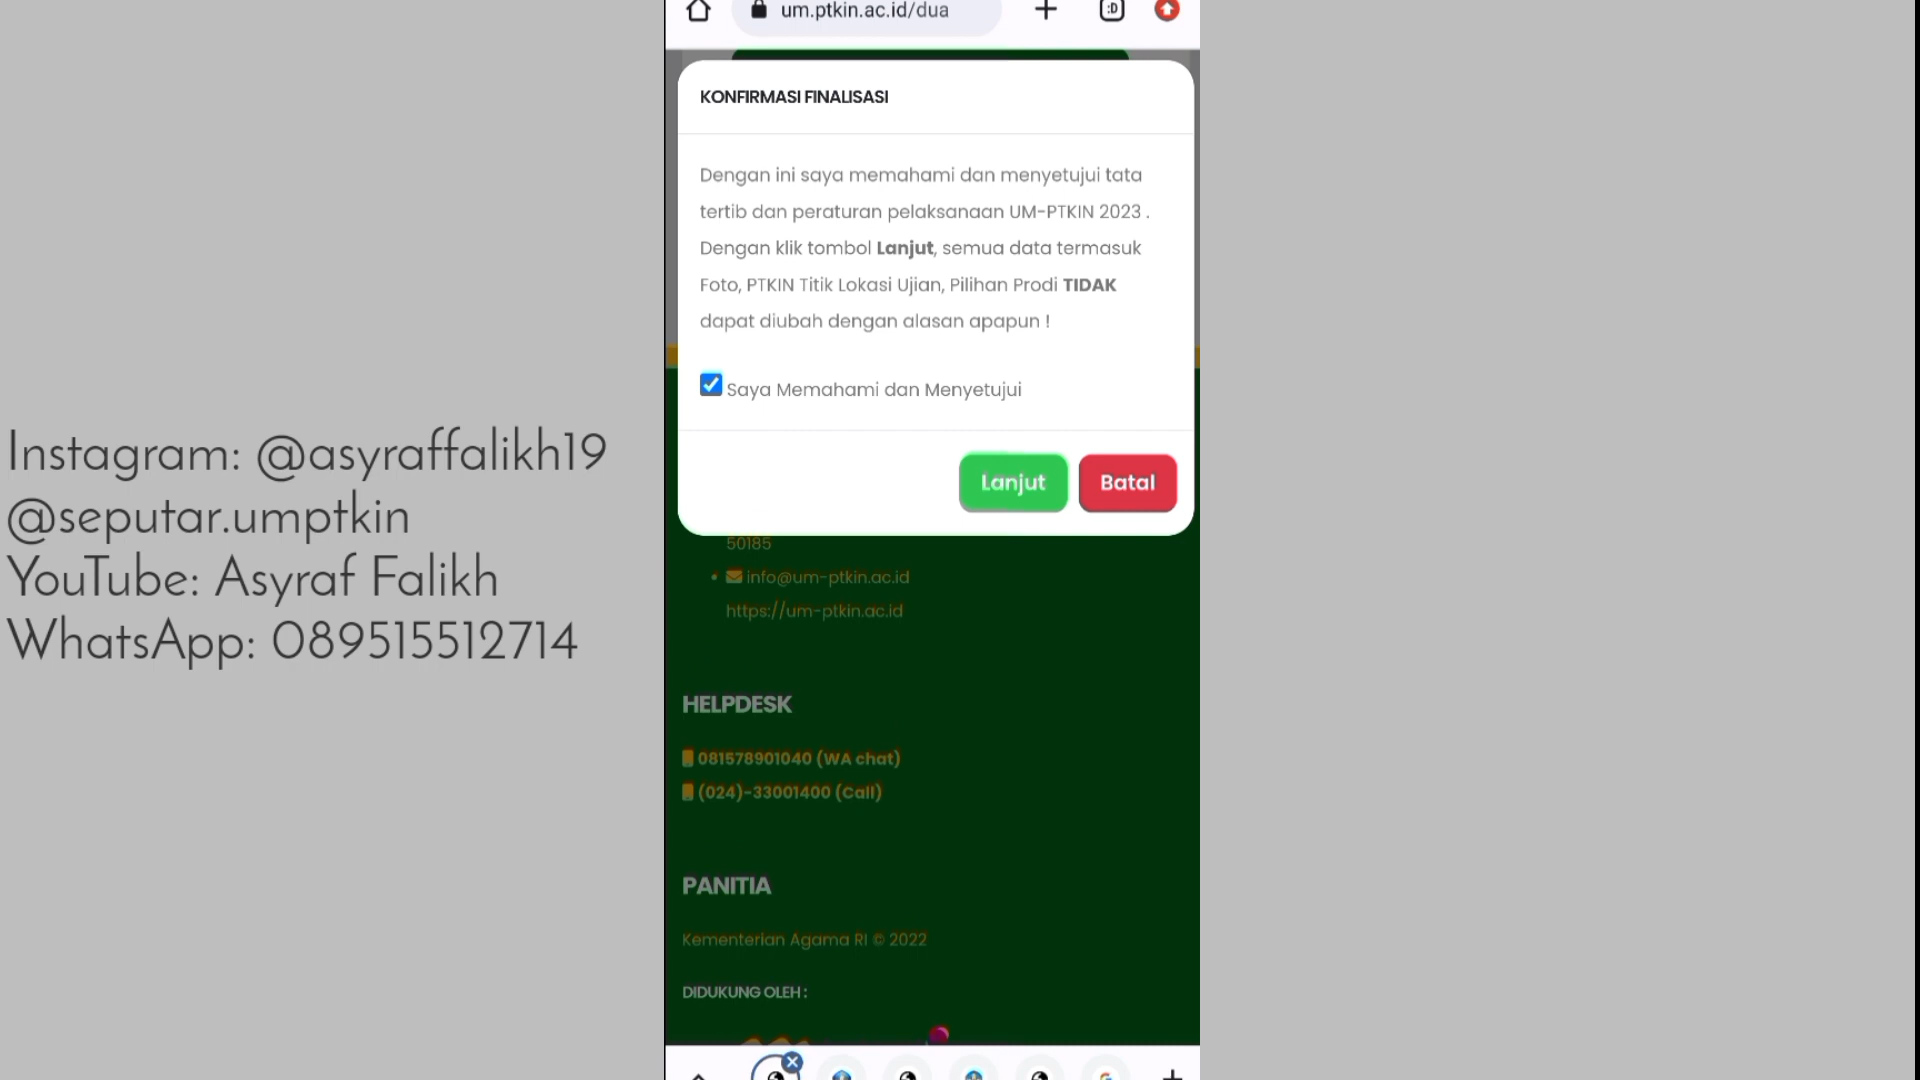 um.ptkin.ac.id/dua
:D
KONFIRMASI FINALISASI
Dengan ini saya memahami dan menyetujui tata
tertib dan peraturan pelaksanaan UM-PTKIN 2023 .
Dengan klik tombol Lanjut, semua data termasuk
Foto, PTKIN Titik Lokasi Ujian, Pilihan Prodi TIDAK
dapat diubah dengan alasan apapun !
Saya Memahami dan Menyetujui
Lanjut Batal
Instagram: @asyraffalikh19
@seputar.umptkin
YouTube: Asyraf Falikh
WhatsApp: 089515512714
50185
info@um-ptkin.ac.id
https://um-ptkin.ac.id
HELPDESK
081578901040 (WA chat)
(024)-33001400 (Call)
PANITIA
Kementerian Agama RI © 2022
DIDUKUNG OLEH :